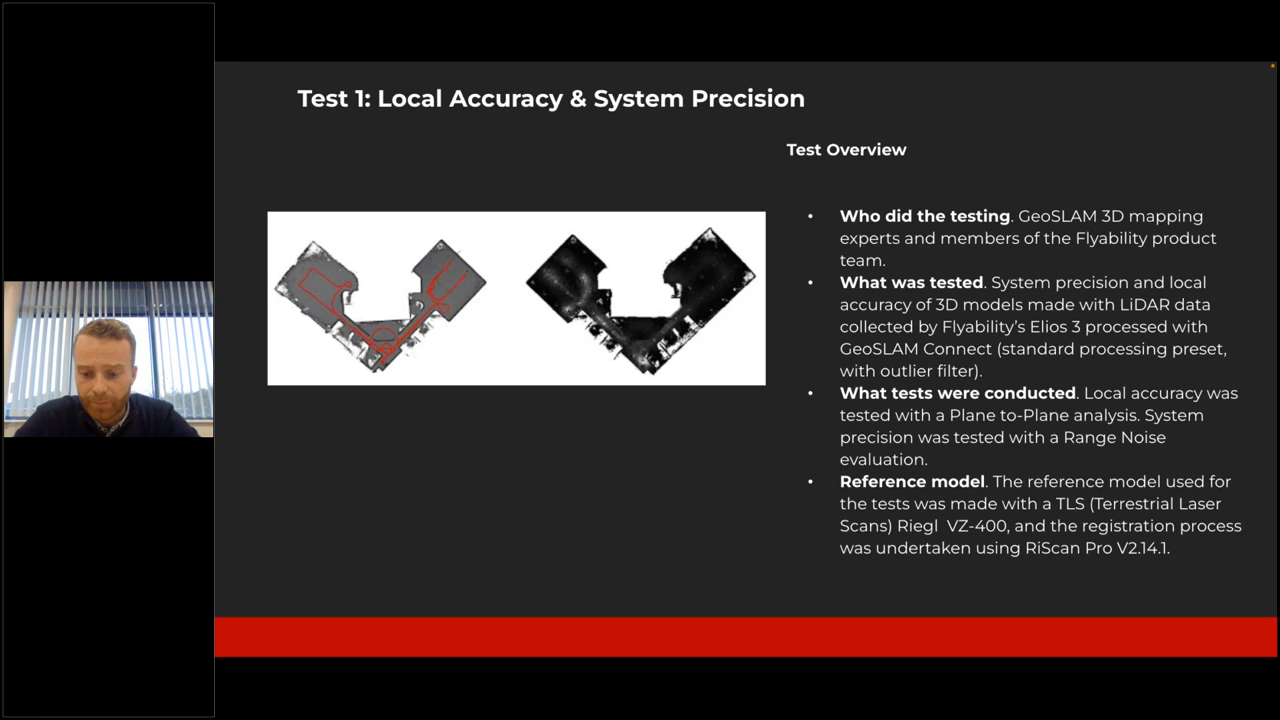 Test 1: Local Accuracy & System Precision
Test Overview
• Who did the testing. GeoSLAM 3D mapping
experts and members of the Flyability product
team.
• What was tested. System precision and local
accuracy of 3D models made with LiDAR data
collected by Flyability’s Elios 3 processed with
GeoSLAM Connect (standard processing preset,
with outlier filter).
• What tests were conducted. Local accuracy was
tested with a Plane to-Plane analysis. System
precision was tested with a Range Noise
evaluation.
• Reference model. The reference model used for
the tests was made with a TLS (Terrestrial Laser
Scans) Riegl  VZ-400, and the registration process
was undertaken using RiScan Pro V2.14.1.